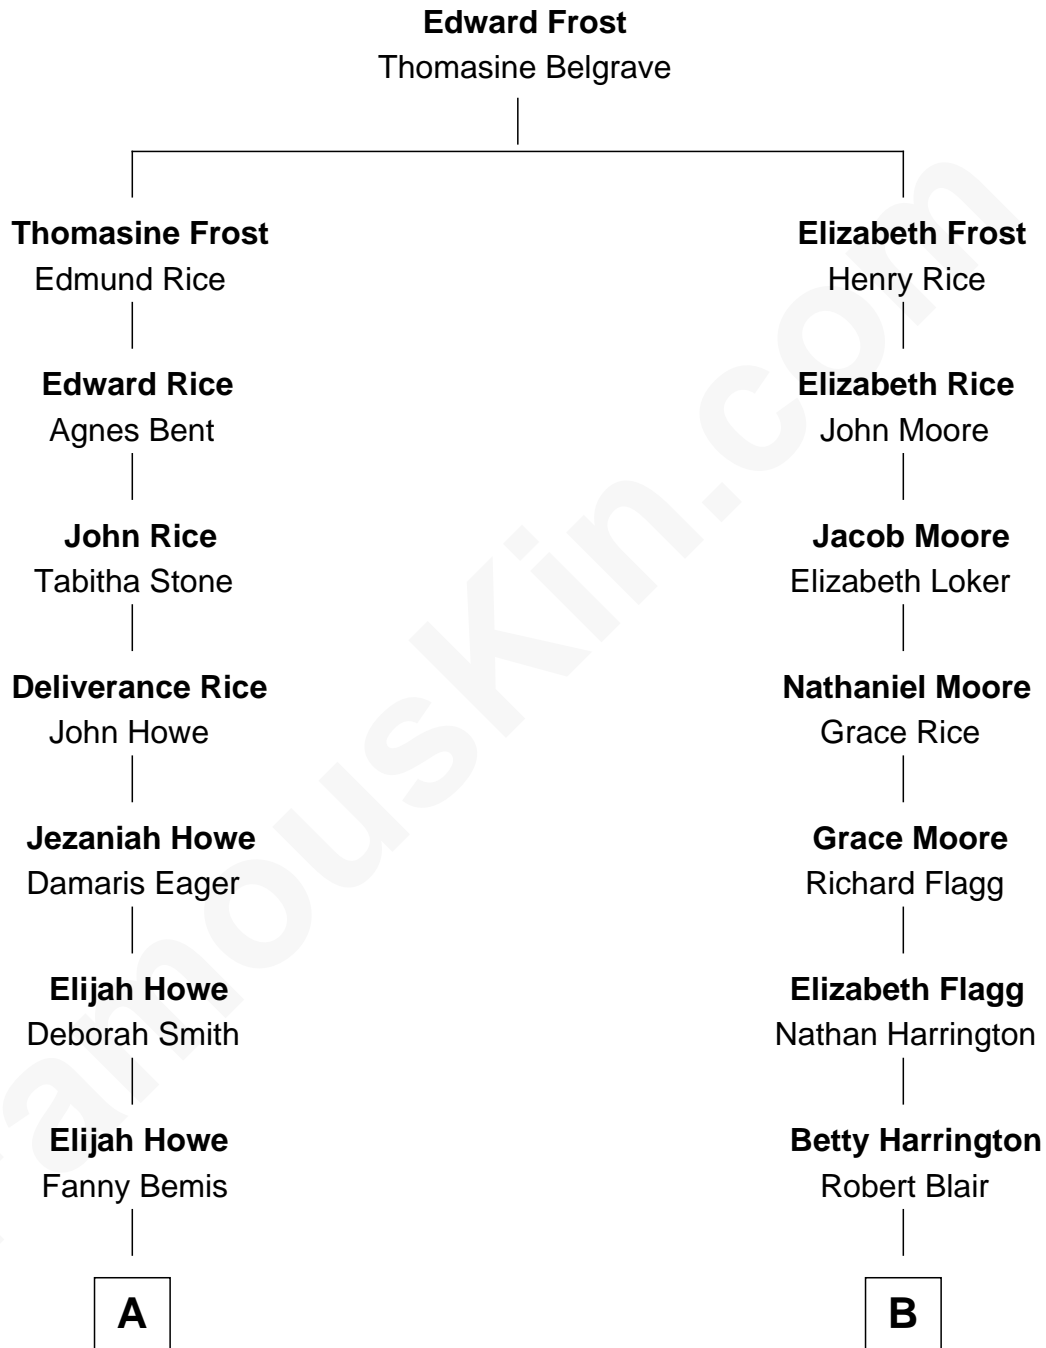 Edward Frost
Thomasine Belgrave
Thomasine Frost
Edmund Rice
Elizabeth Frost
Henry Rice
Edward Rice
Agnes Bent
Elizabeth Rice
John Moore
John Rice
Tabitha Stone
Jacob Moore
Elizabeth Loker
Deliverance Rice
John Howe
Nathaniel Moore
Grace Rice
Jezaniah Howe
Damaris Eager
Grace Moore
Richard Flagg
Elijah Howe
Deborah Smith
Elizabeth Flagg
Nathan Harrington
Elijah Howe
Fanny Bemis
Betty Harrington
Robert Blair
A
B
FamousKin.com